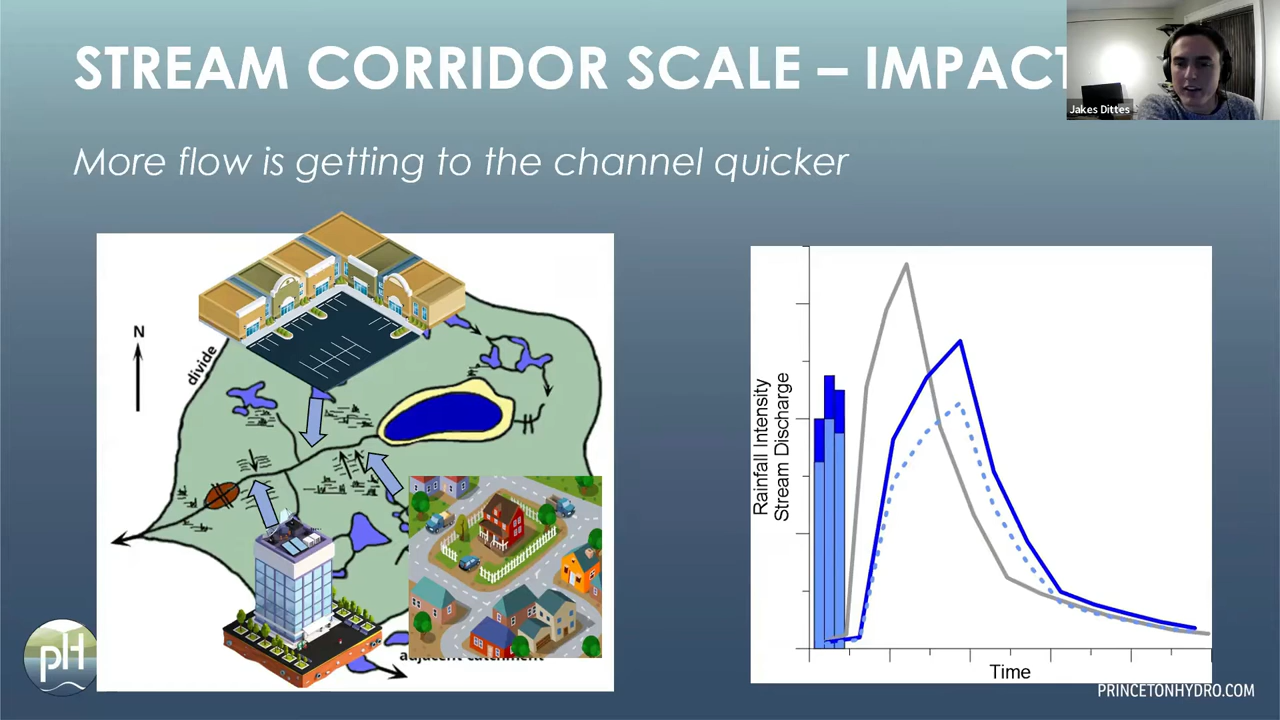 STREAM CORRIDOR SCALE – IMPACT
Jakes Dittes
More flow is getting to the channel quicker
N
divide
adjacent catchment
Rainfall Intensity
Stream Discharge
Time
pH
PRINCETONHYDRO.COM